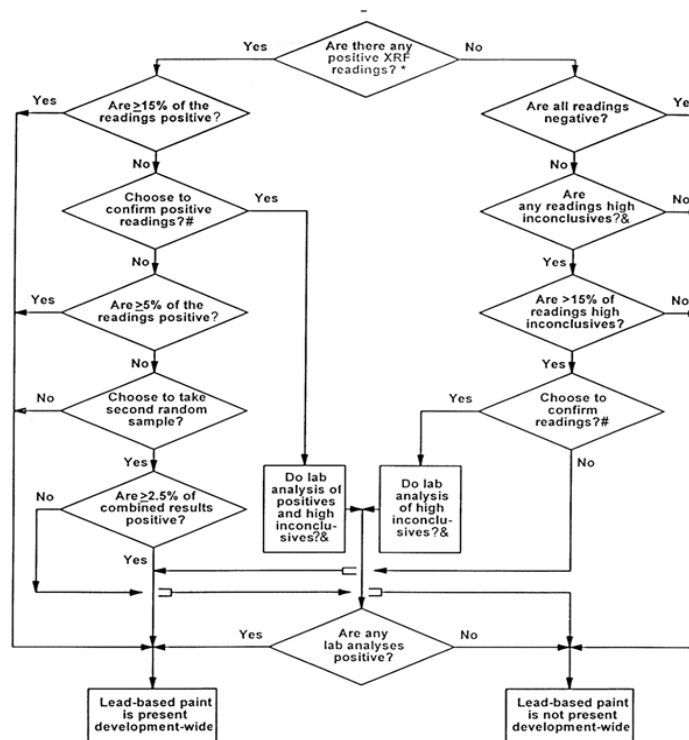 Are there any
positive XRF
readings? *
Yes
No
Are ≥15% of the
readings positive?
Yes
No
Are all readings
negative?
Yes
No
Choose to
confirm positive
readings?#
Yes
No
Are
any readings high
inconclusives?&
No
Yes
Are ≥5% of the
readings positive?
Yes
No
Are >15% of
readings high
inconclusives?
No
Yes
Choose to take
second random
sample?
No
Yes
Choose to
confirm
readings?#
Yes
No
Are ≥2.5% of
combined results
positive?
No
Yes
Do lab
analysis of
positives
and high
inconclu-
sives?&
Do lab
analysis
of high
inconclu-
sives?&
Are any
lab analyses
positive?
Yes
No
Lead-based paint
is present
development-wide
Lead-based paint
is not present
development-wide